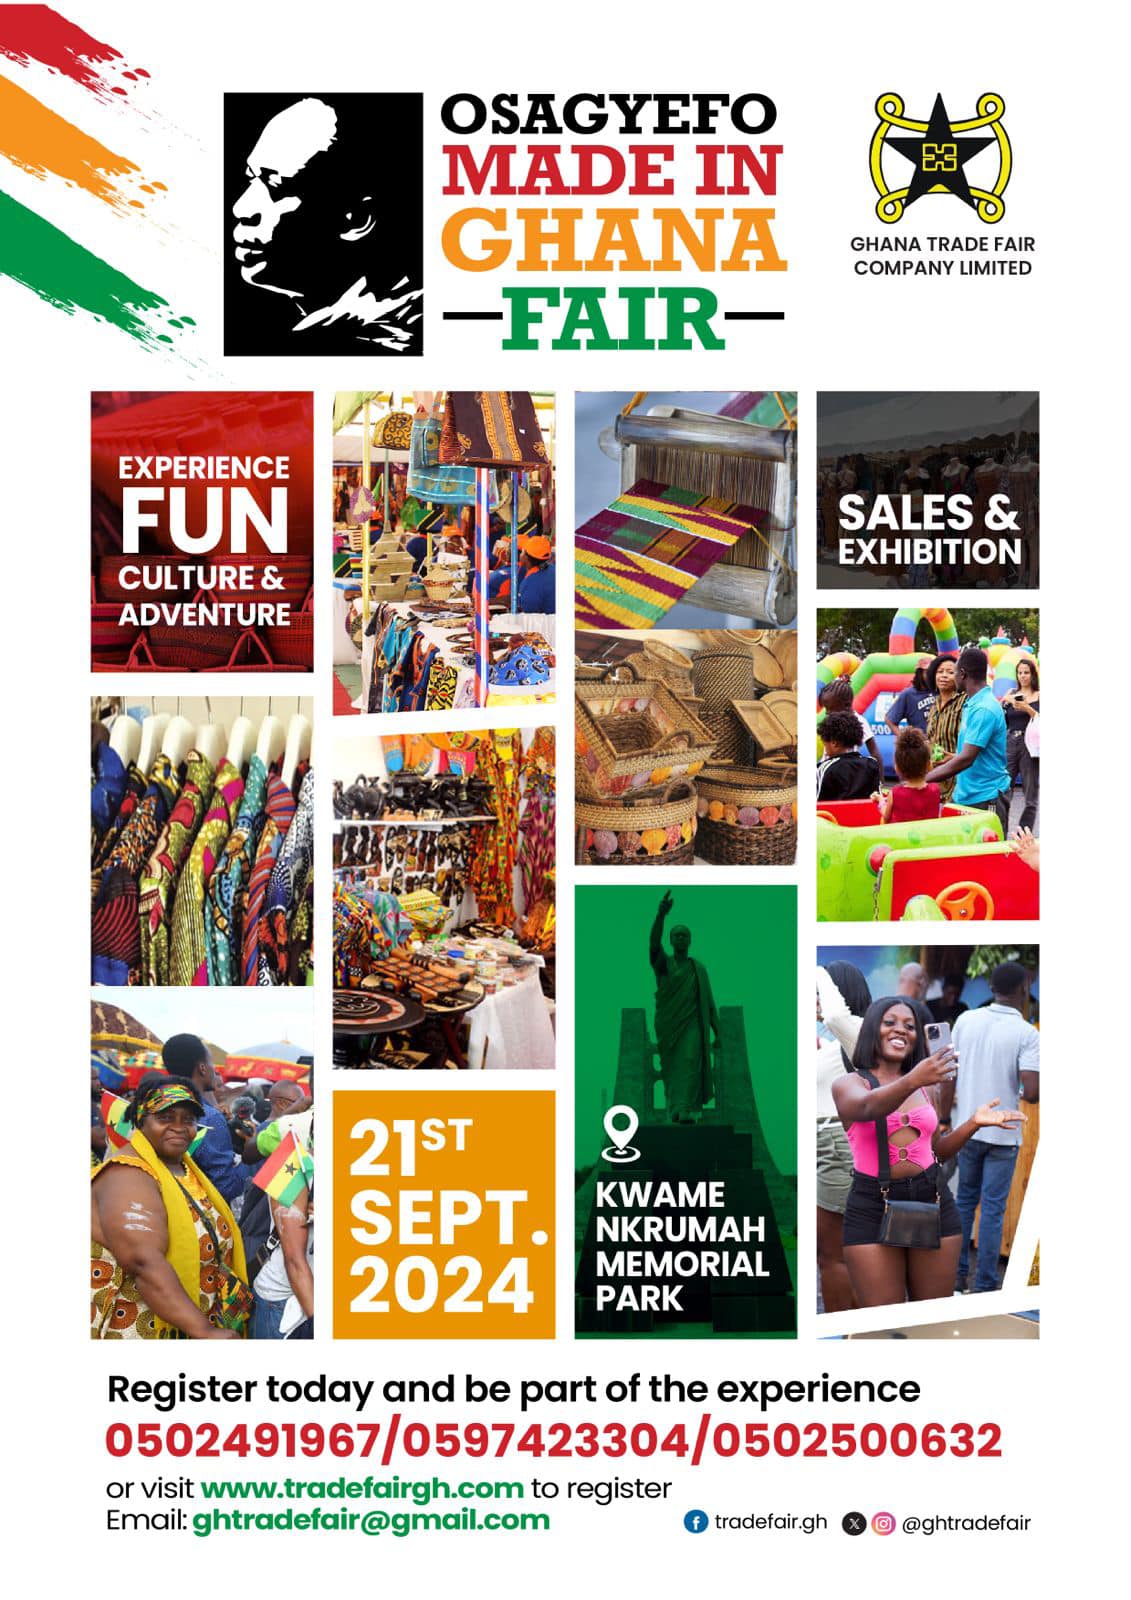 OSAGYEFO
MADE IN
GHANA
FAIR
GHANA TRADE FAIR
COMPANY LIMITED
EXPERIENCE
FUN
CULTURE &
ADVENTURE
SALES &
EXHIBITION
21ST
SEPT.
2024
KWAME
NKRUMAH
MEMORIAL
PARK
Register today and be part of the experience
0502491967/0597423304/0502500632
or visit www.tradefairgh.com to register
Email: ghtradefair@gmail.com
tradefair.gh @ghtradefair